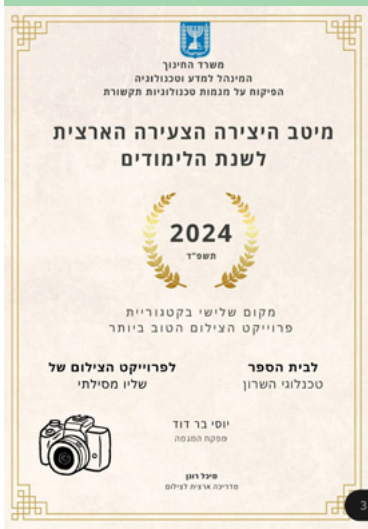 משרד החינוך
המינהל למדע וטכנולוגיה
הפיקוח על מגמות טכנולוגיות תקשורת
מיטב היצירה הצעירה הארצית
לשנת הלימודים
2024
תשפ"ד
מקום שלישי בקטגוריית
פרוייקט הצילום הטוב ביותר
לבית הספר
טכנלוגי השרון
לפרוייקט הצילום של
שליו מסילתי
יוסי בר דוד
מפקח המגמה
מיכל רונן
מדריכה ארצית לצילום
3